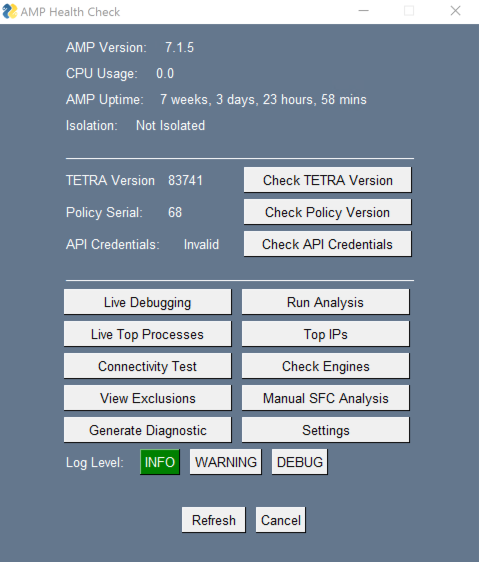 AMP Health Check
AMP Version: 7.1.5
CPU Usage: 0.0
AMP Uptime: 7 weeks, 3 days, 23 hours, 58 mins
Isolation: Not Isolated
TETRA Version 83741 Check TETRA Version
Policy Serial: 68 Check Policy Version
API Credentials: Invalid Check API Credentials
Live Debugging Run Analysis
Live Top Processes Top IPs
Connectivity Test Check Engines
View Exclusions Manual SFC Analysis
Generate Diagnostic Settings
Log Level: INFO WARNING DEBUG
Refresh Cancel